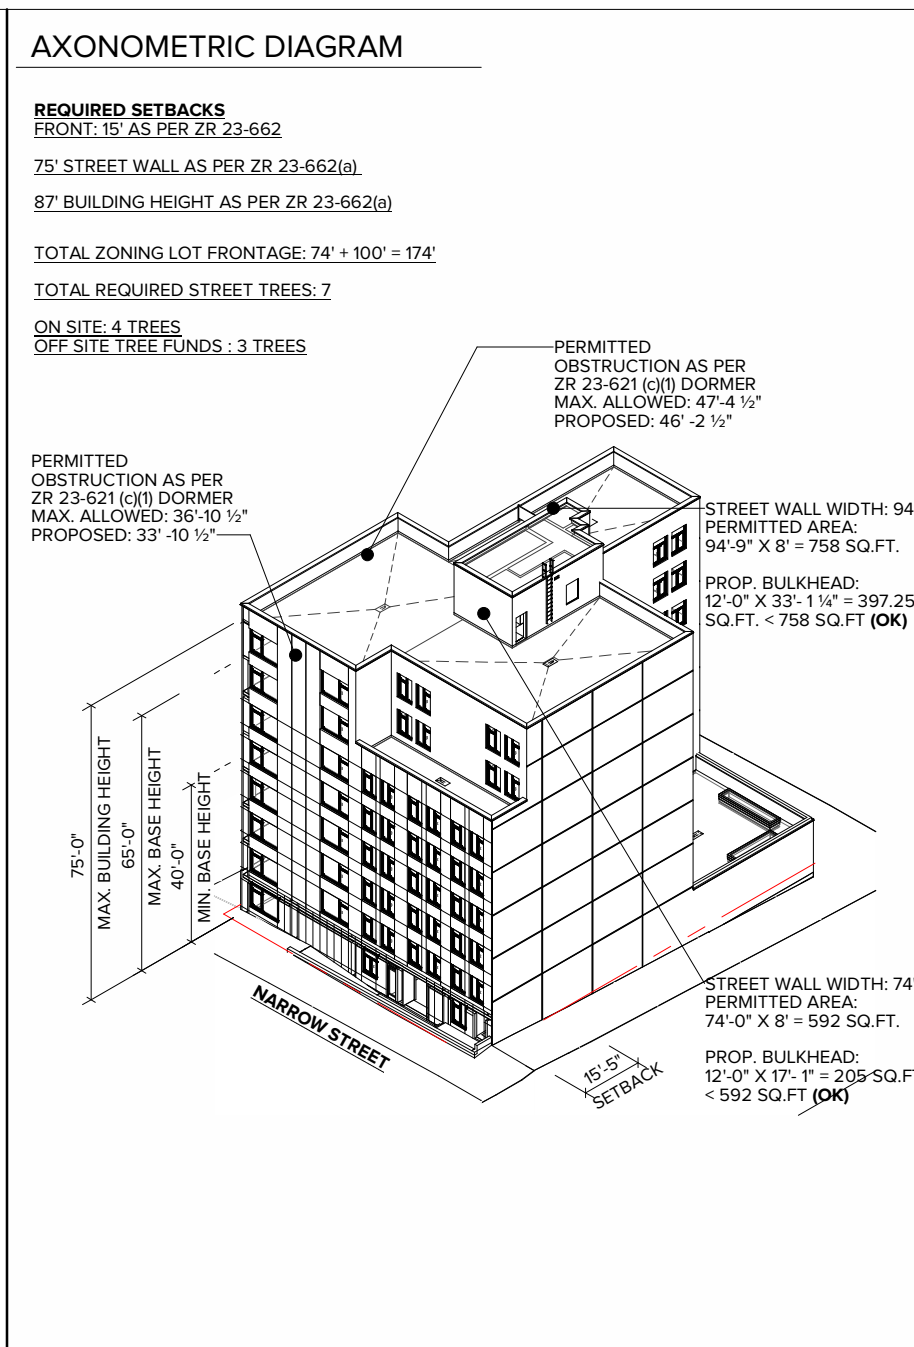 AXONOMETRIC DIAGRAM
REQUIRED SETBACKS
FRONT: 15' AS PER ZR 23-662
75' STREET WALL AS PER ZR 23-662(a)
87' BUILDING HEIGHT AS PER ZR 23-662(a)
TOTAL ZONING LOT FRONTAGE: 74' + 100' = 174'
TOTAL REQUIRED STREET TREES: 7
ON SITE: 4 TREES
OFF SITE TREE FUNDS : 3 TREES
PERMITTED
OBSTRUCTION AS PER
ZR 23-621 (c)(1) DORMER
MAX. ALLOWED: 47'-4 ½"
PROPOSED: 46' -2 ½"
PERMITTED
OBSTRUCTION AS PER
ZR 23-621 (c)(1) DORMER
MAX. ALLOWED: 36'-10 ½"
PROPOSED: 33' -10 ½"
STREET WALL WIDTH: 94
PERMITTED AREA:
94'-9" X 8' = 758 SQ.FT.
PROP. BULKHEAD:
12'-0" X 33'- 1 ¼" = 397.25
SQ.FT. < 758 SQ.FT (OK)
75'-0"
MAX. BUILDING HEIGHT
65'-0"
MAX. BASE HEIGHT
40'-0"
MIN. BASE HEIGHT
NARROW STREET
15'-5"
SETBACK
STREET WALL WIDTH: 74'
PERMITTED AREA:
74'-0" X 8' = 592 SQ.FT.
PROP. BULKHEAD:
12'-0" X 17'- 1" = 205 SQ.FT
< 592 SQ.FT (OK)